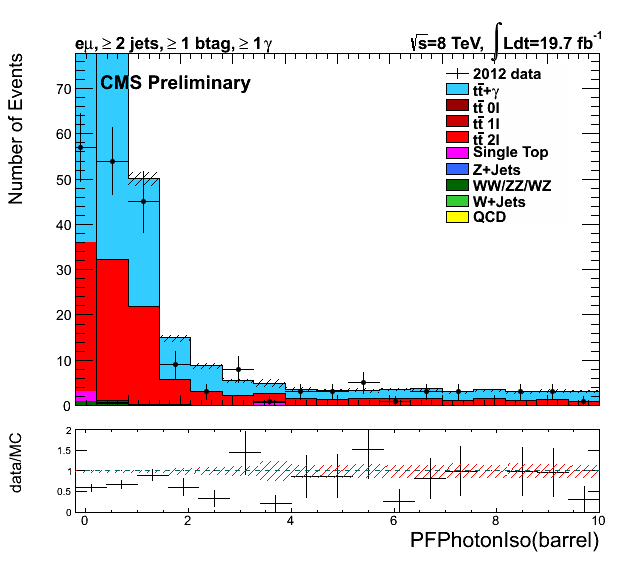 eμ, ≥ 2 jets, ≥ 1 btag, ≥ 1 γ
√s=8 TeV, ∫ Ldt=19.7 fb⁻¹
CMS Preliminary
2012 data
tt̄+γ
tt̄ 0l
tt̄ 1l
tt̄ 2l
Single Top
Z+Jets
WW/ZZ/WZ
W+Jets
QCD
Number of Events
70
60
50
40
30
20
10
0
data/MC
2
1.5
1
0.5
0
0 2 4 6 8 10
PFPhotonIso(barrel)